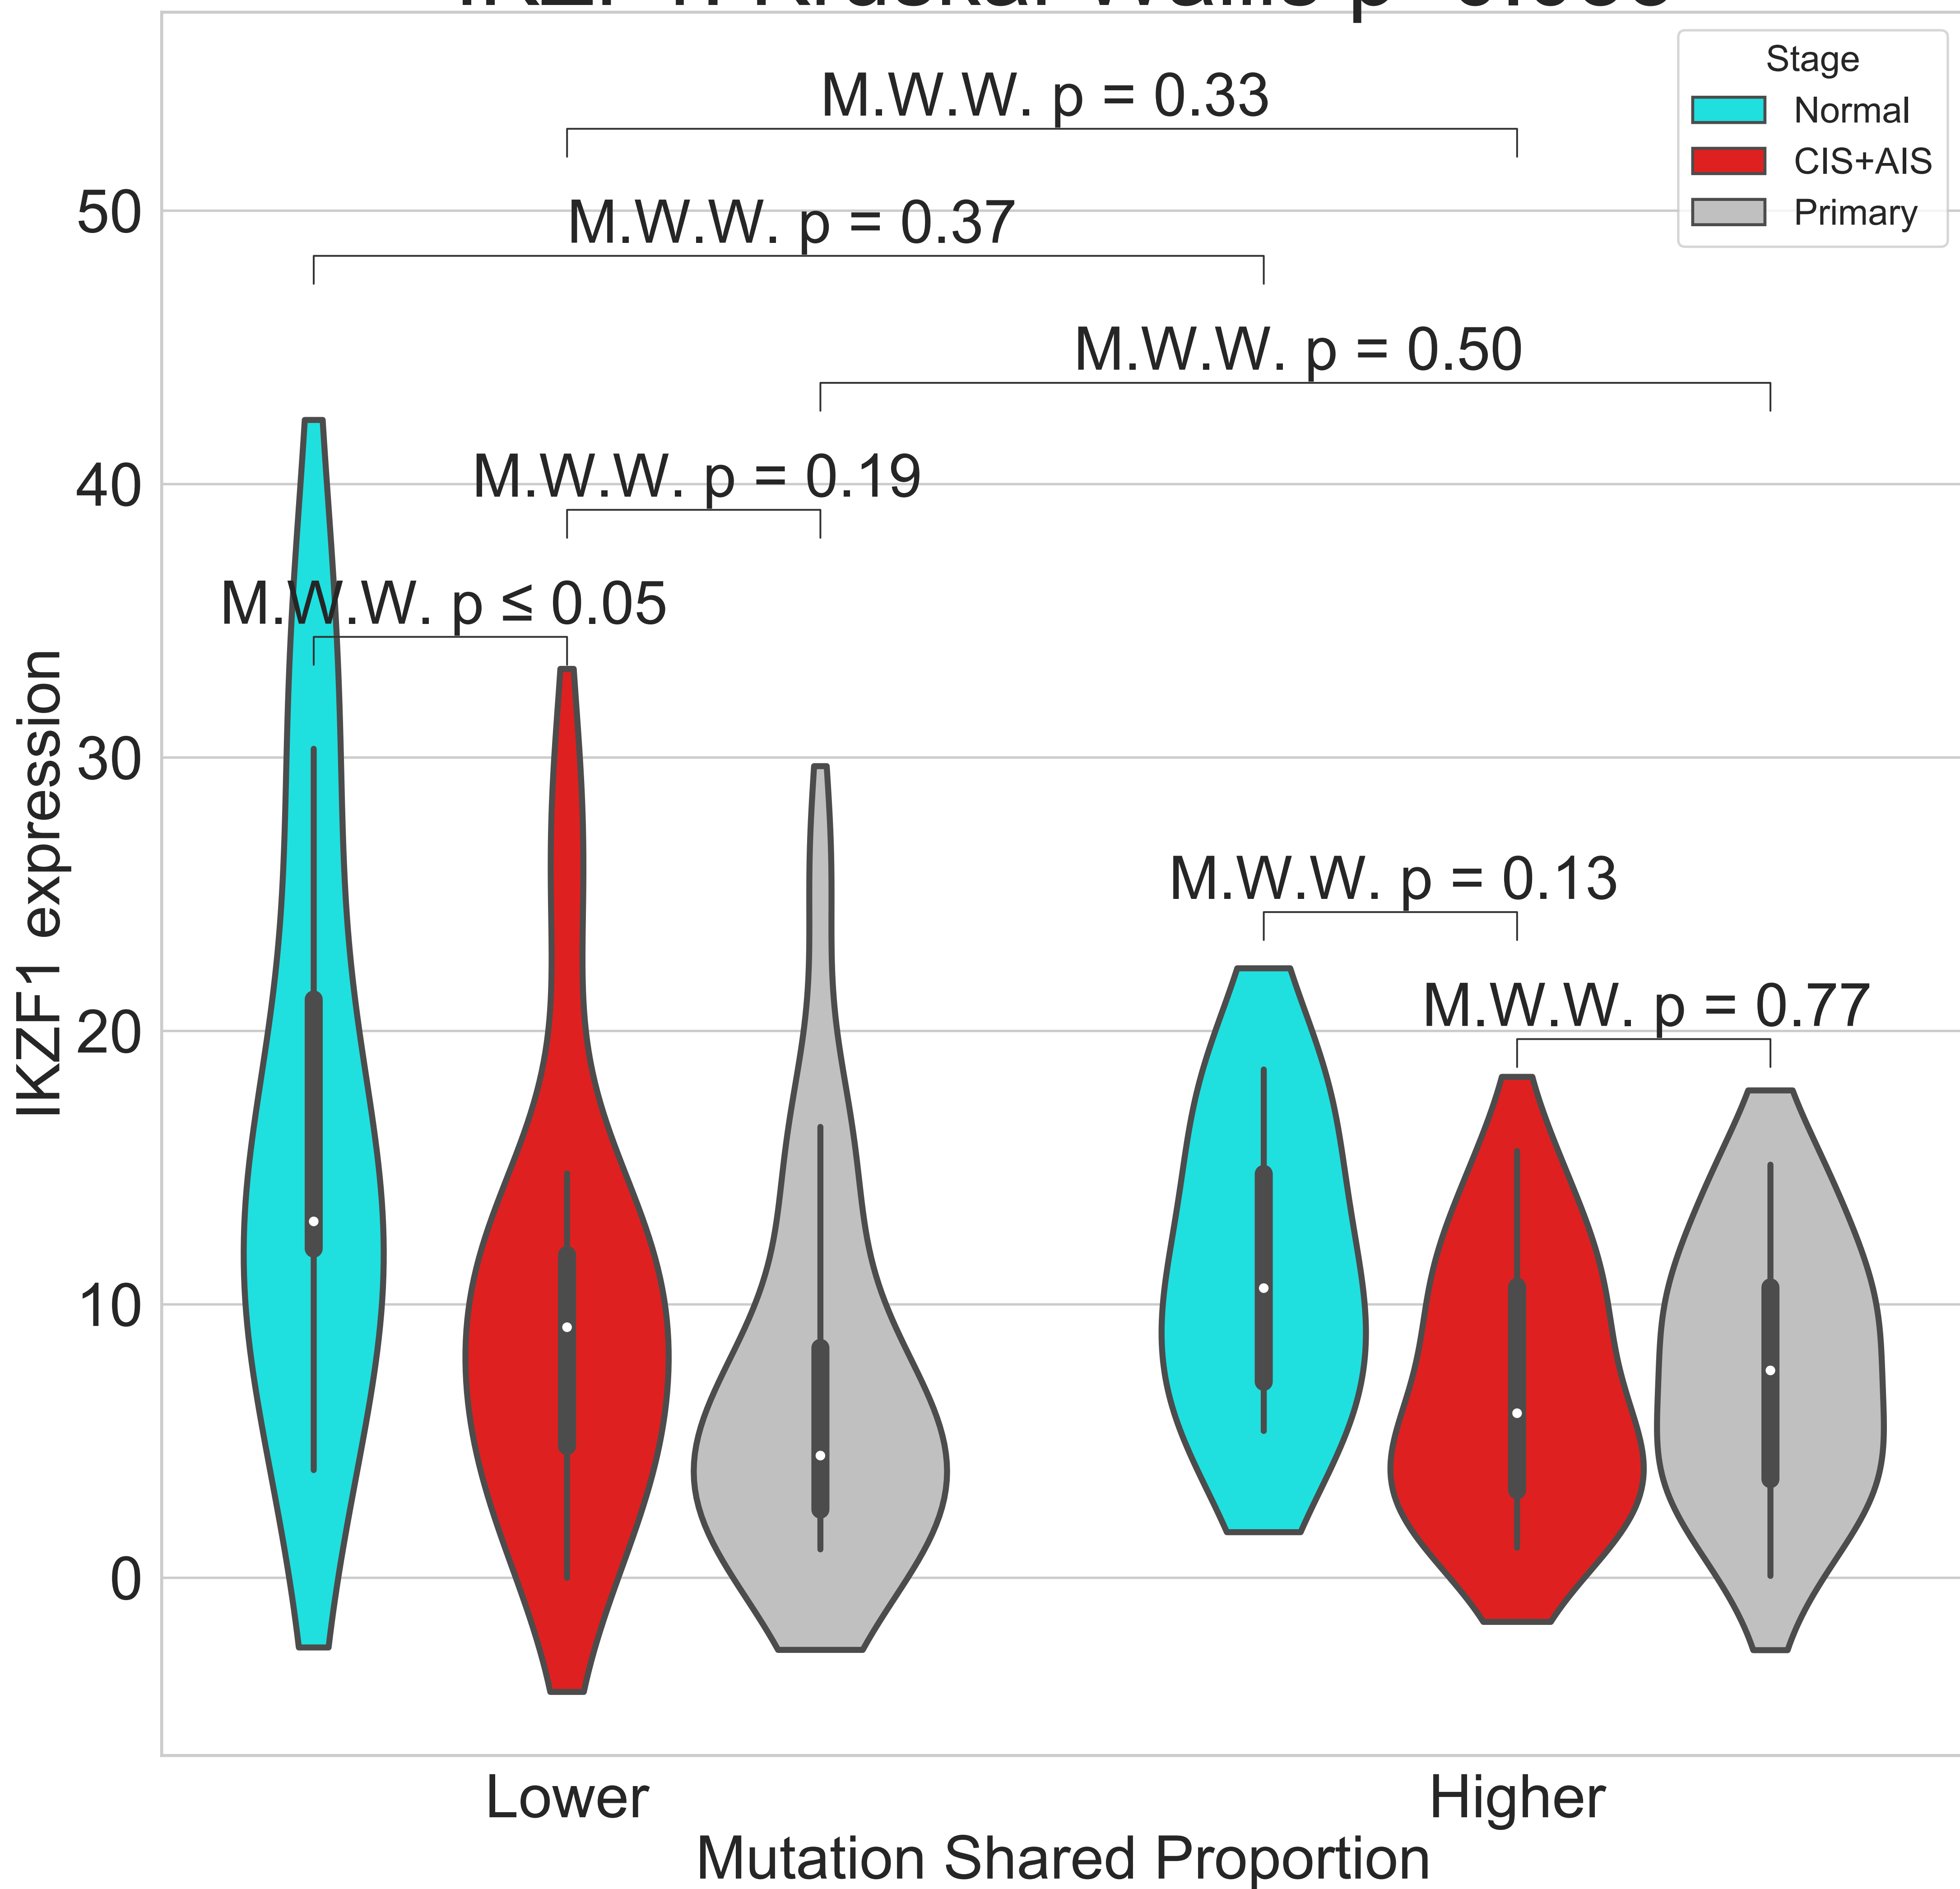 Stage
Normal
CIS+AIS
Primary
M.W.W. p = 0.33
M.W.W. p = 0.37
M.W.W. p = 0.50
M.W.W. p = 0.19
M.W.W. p ≤ 0.05
M.W.W. p = 0.13
M.W.W. p = 0.77
50
40
30
20
10
0
IKZF1 expression
Lower
Higher
Mutation Shared Proportion